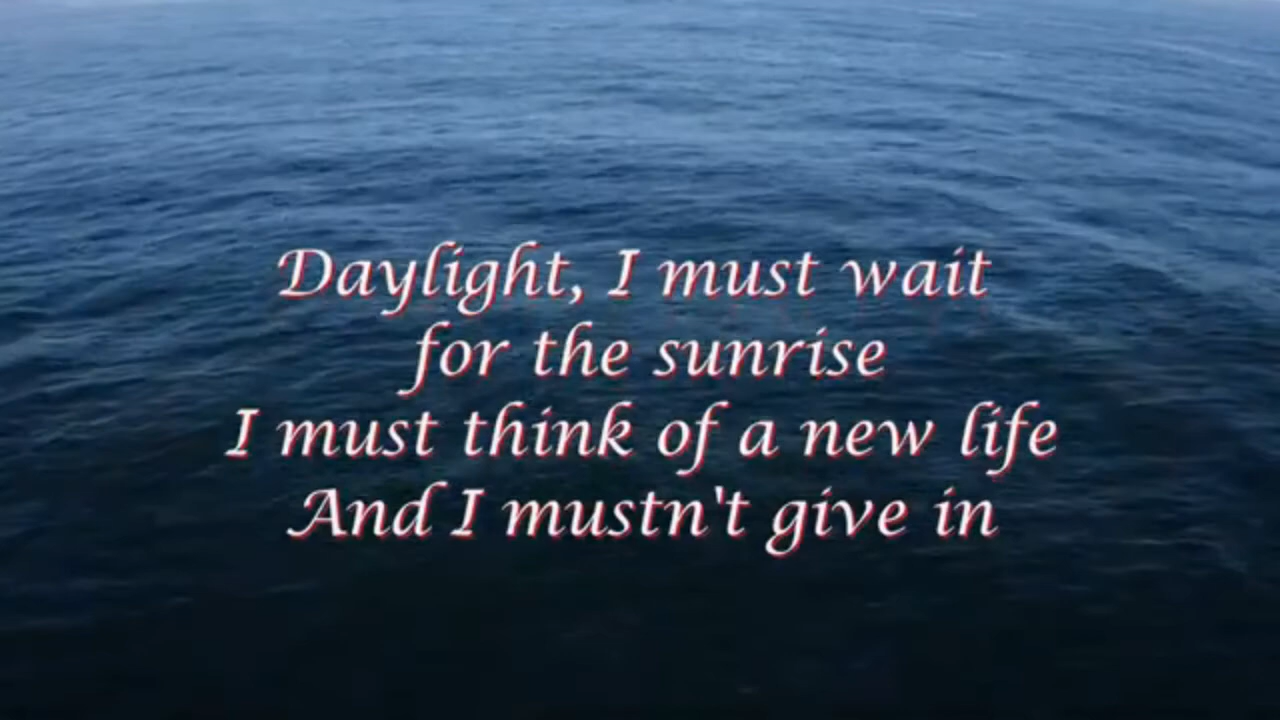 Daylight, I must wait
for the sunrise
I must think of a new life
And I mustn't give in